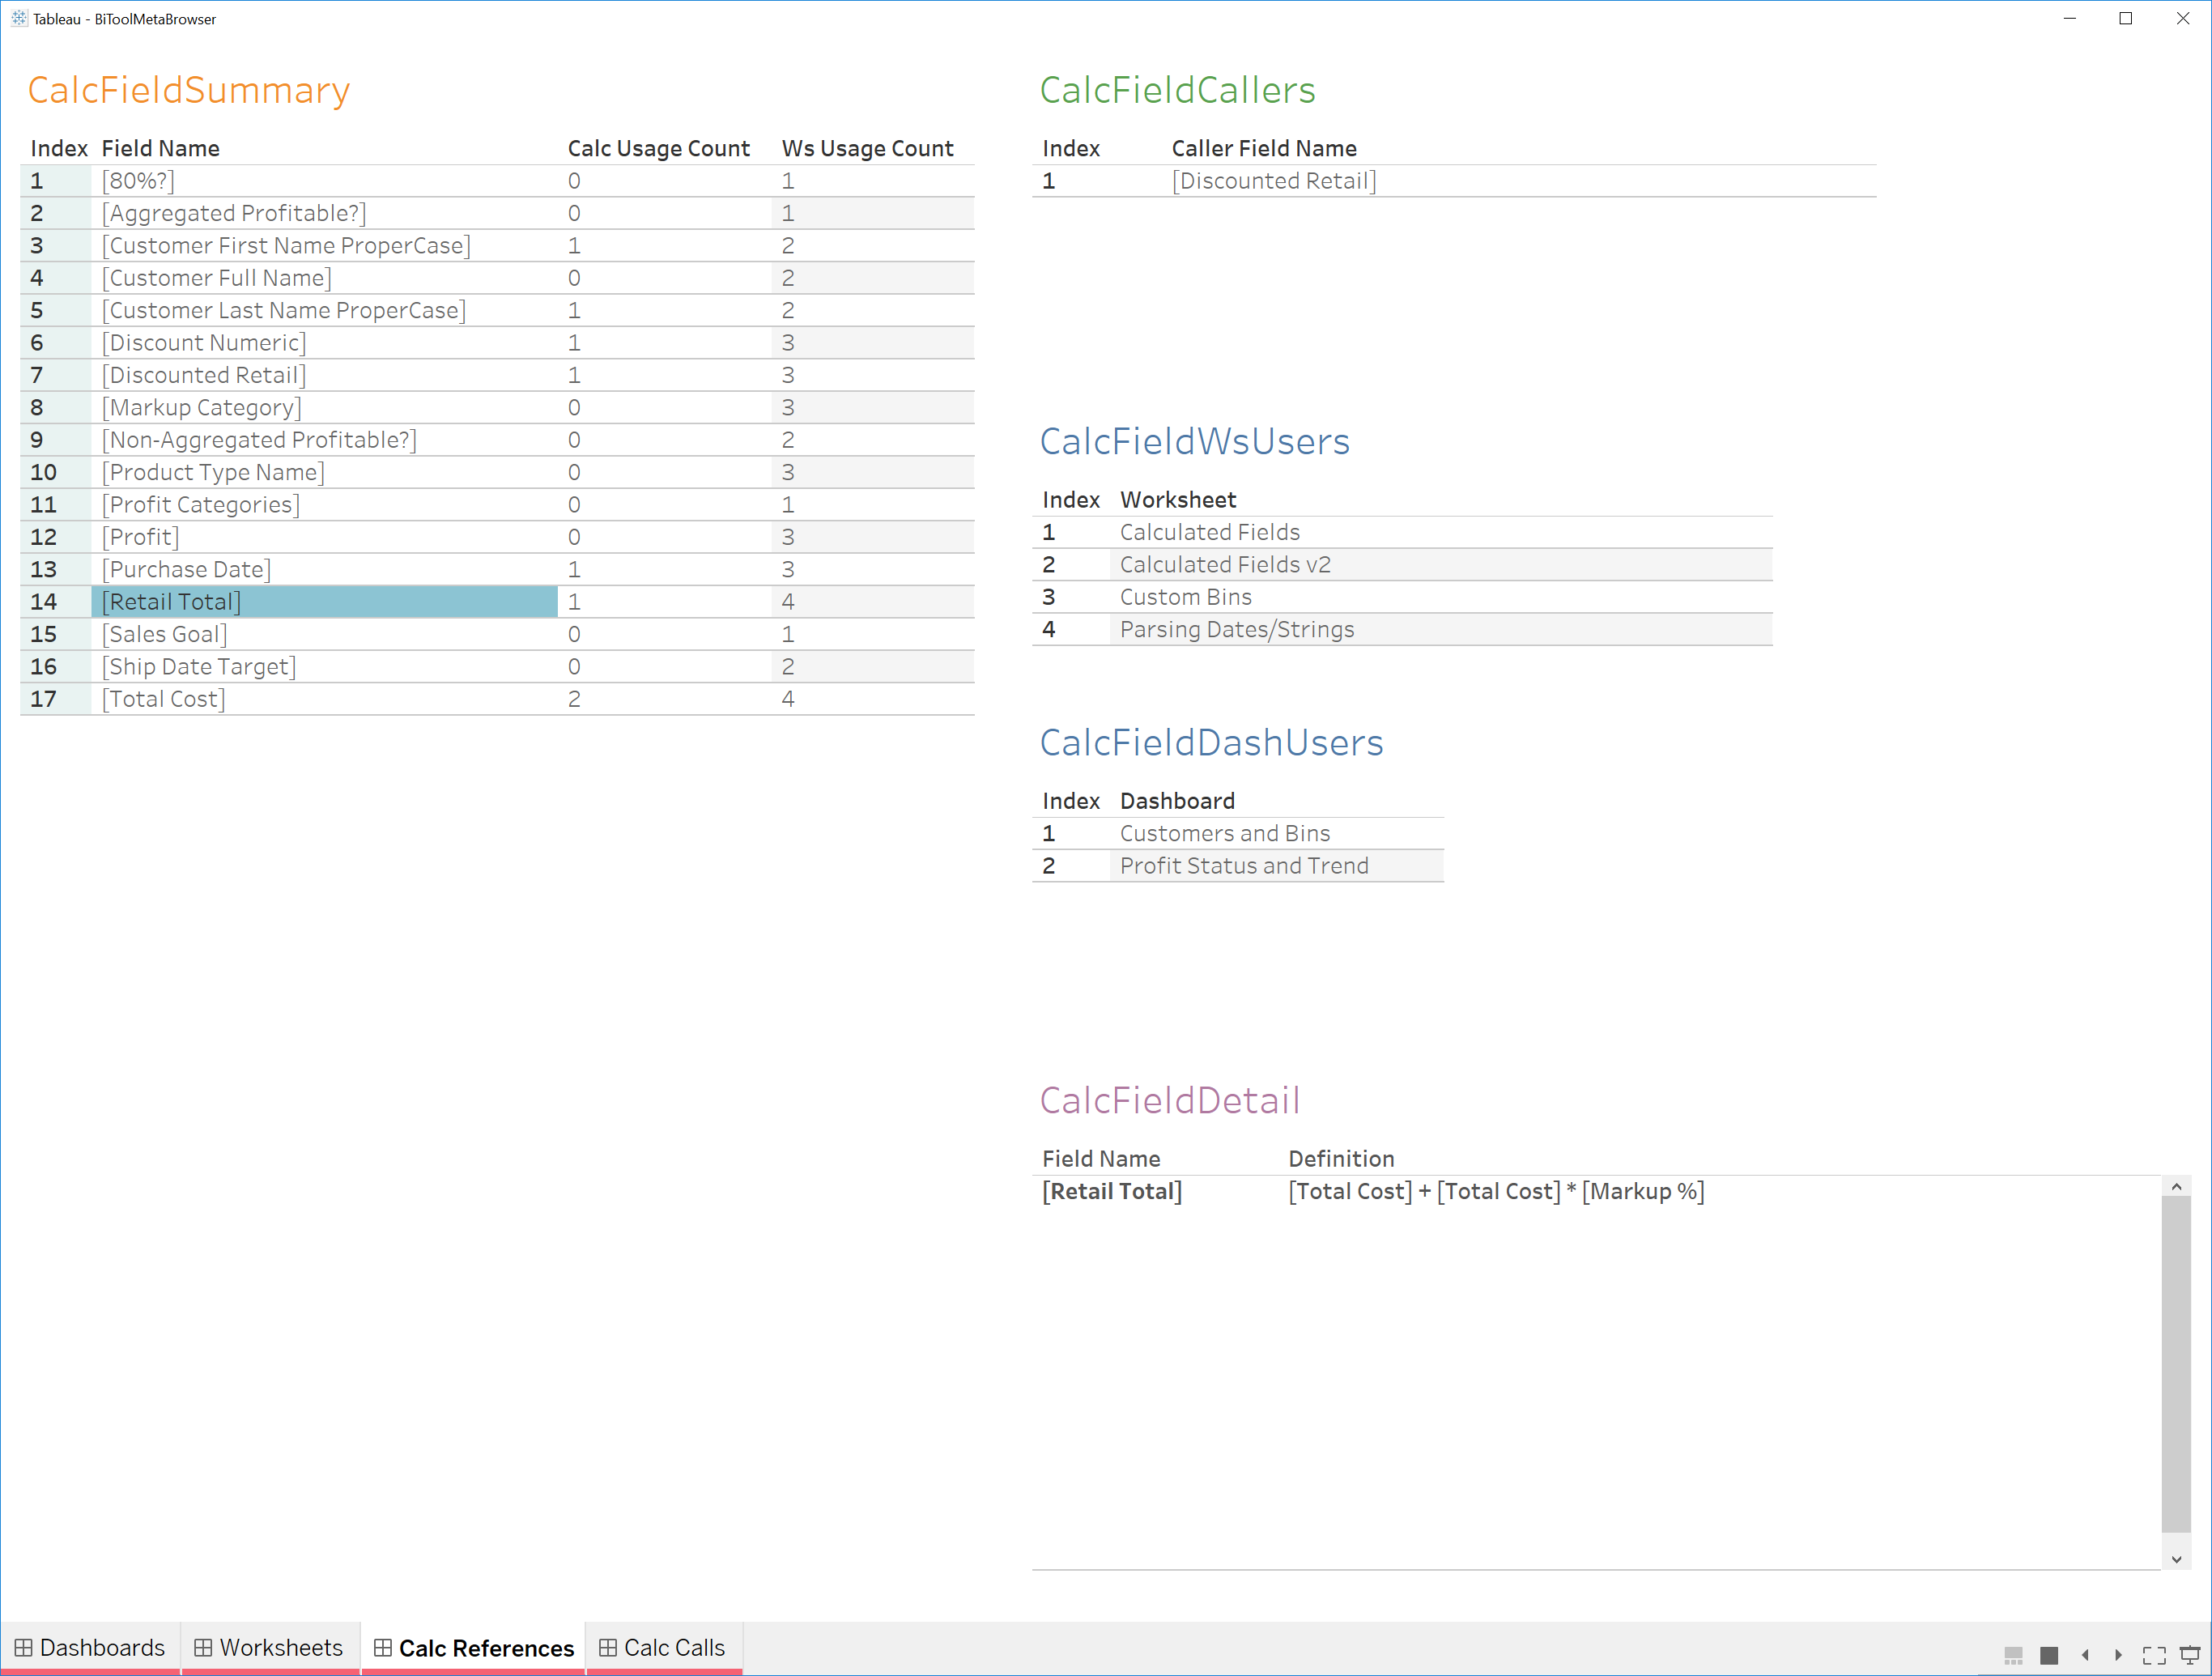 Tableau - BiToolMetaBrowser
CalcFieldSummary
Index Field Name Calc Usage Count Ws Usage Count
1 [80%?] 0 1
2 [Aggregated Profitable?] 0 1
3 [Customer First Name ProperCase] 1 2
4 [Customer Full Name] 0 2
5 [Customer Last Name ProperCase] 1 2
6 [Discount Numeric] 1 3
7 [Discounted Retail] 1 3
8 [Markup Category] 0 3
9 [Non-Aggregated Profitable?] 0 2
10 [Product Type Name] 0 3
11 [Profit Categories] 0 1
12 [Profit] 0 3
13 [Purchase Date] 1 3
14 [Retail Total] 1 4
15 [Sales Goal] 0 1
16 [Ship Date Target] 0 2
17 [Total Cost] 2 4
CalcFieldCallers
Index Caller Field Name
1 [Discounted Retail]
CalcFieldWsUsers
Index Worksheet
1 Calculated Fields
2 Calculated Fields v2
3 Custom Bins
4 Parsing Dates/Strings
CalcFieldDashUsers
Index Dashboard
1 Customers and Bins
2 Profit Status and Trend
CalcFieldDetail
Field Name Definition
[Retail Total] [Total Cost] + [Total Cost] * [Markup %]
Dashboards Worksheets Calc References Calc Calls